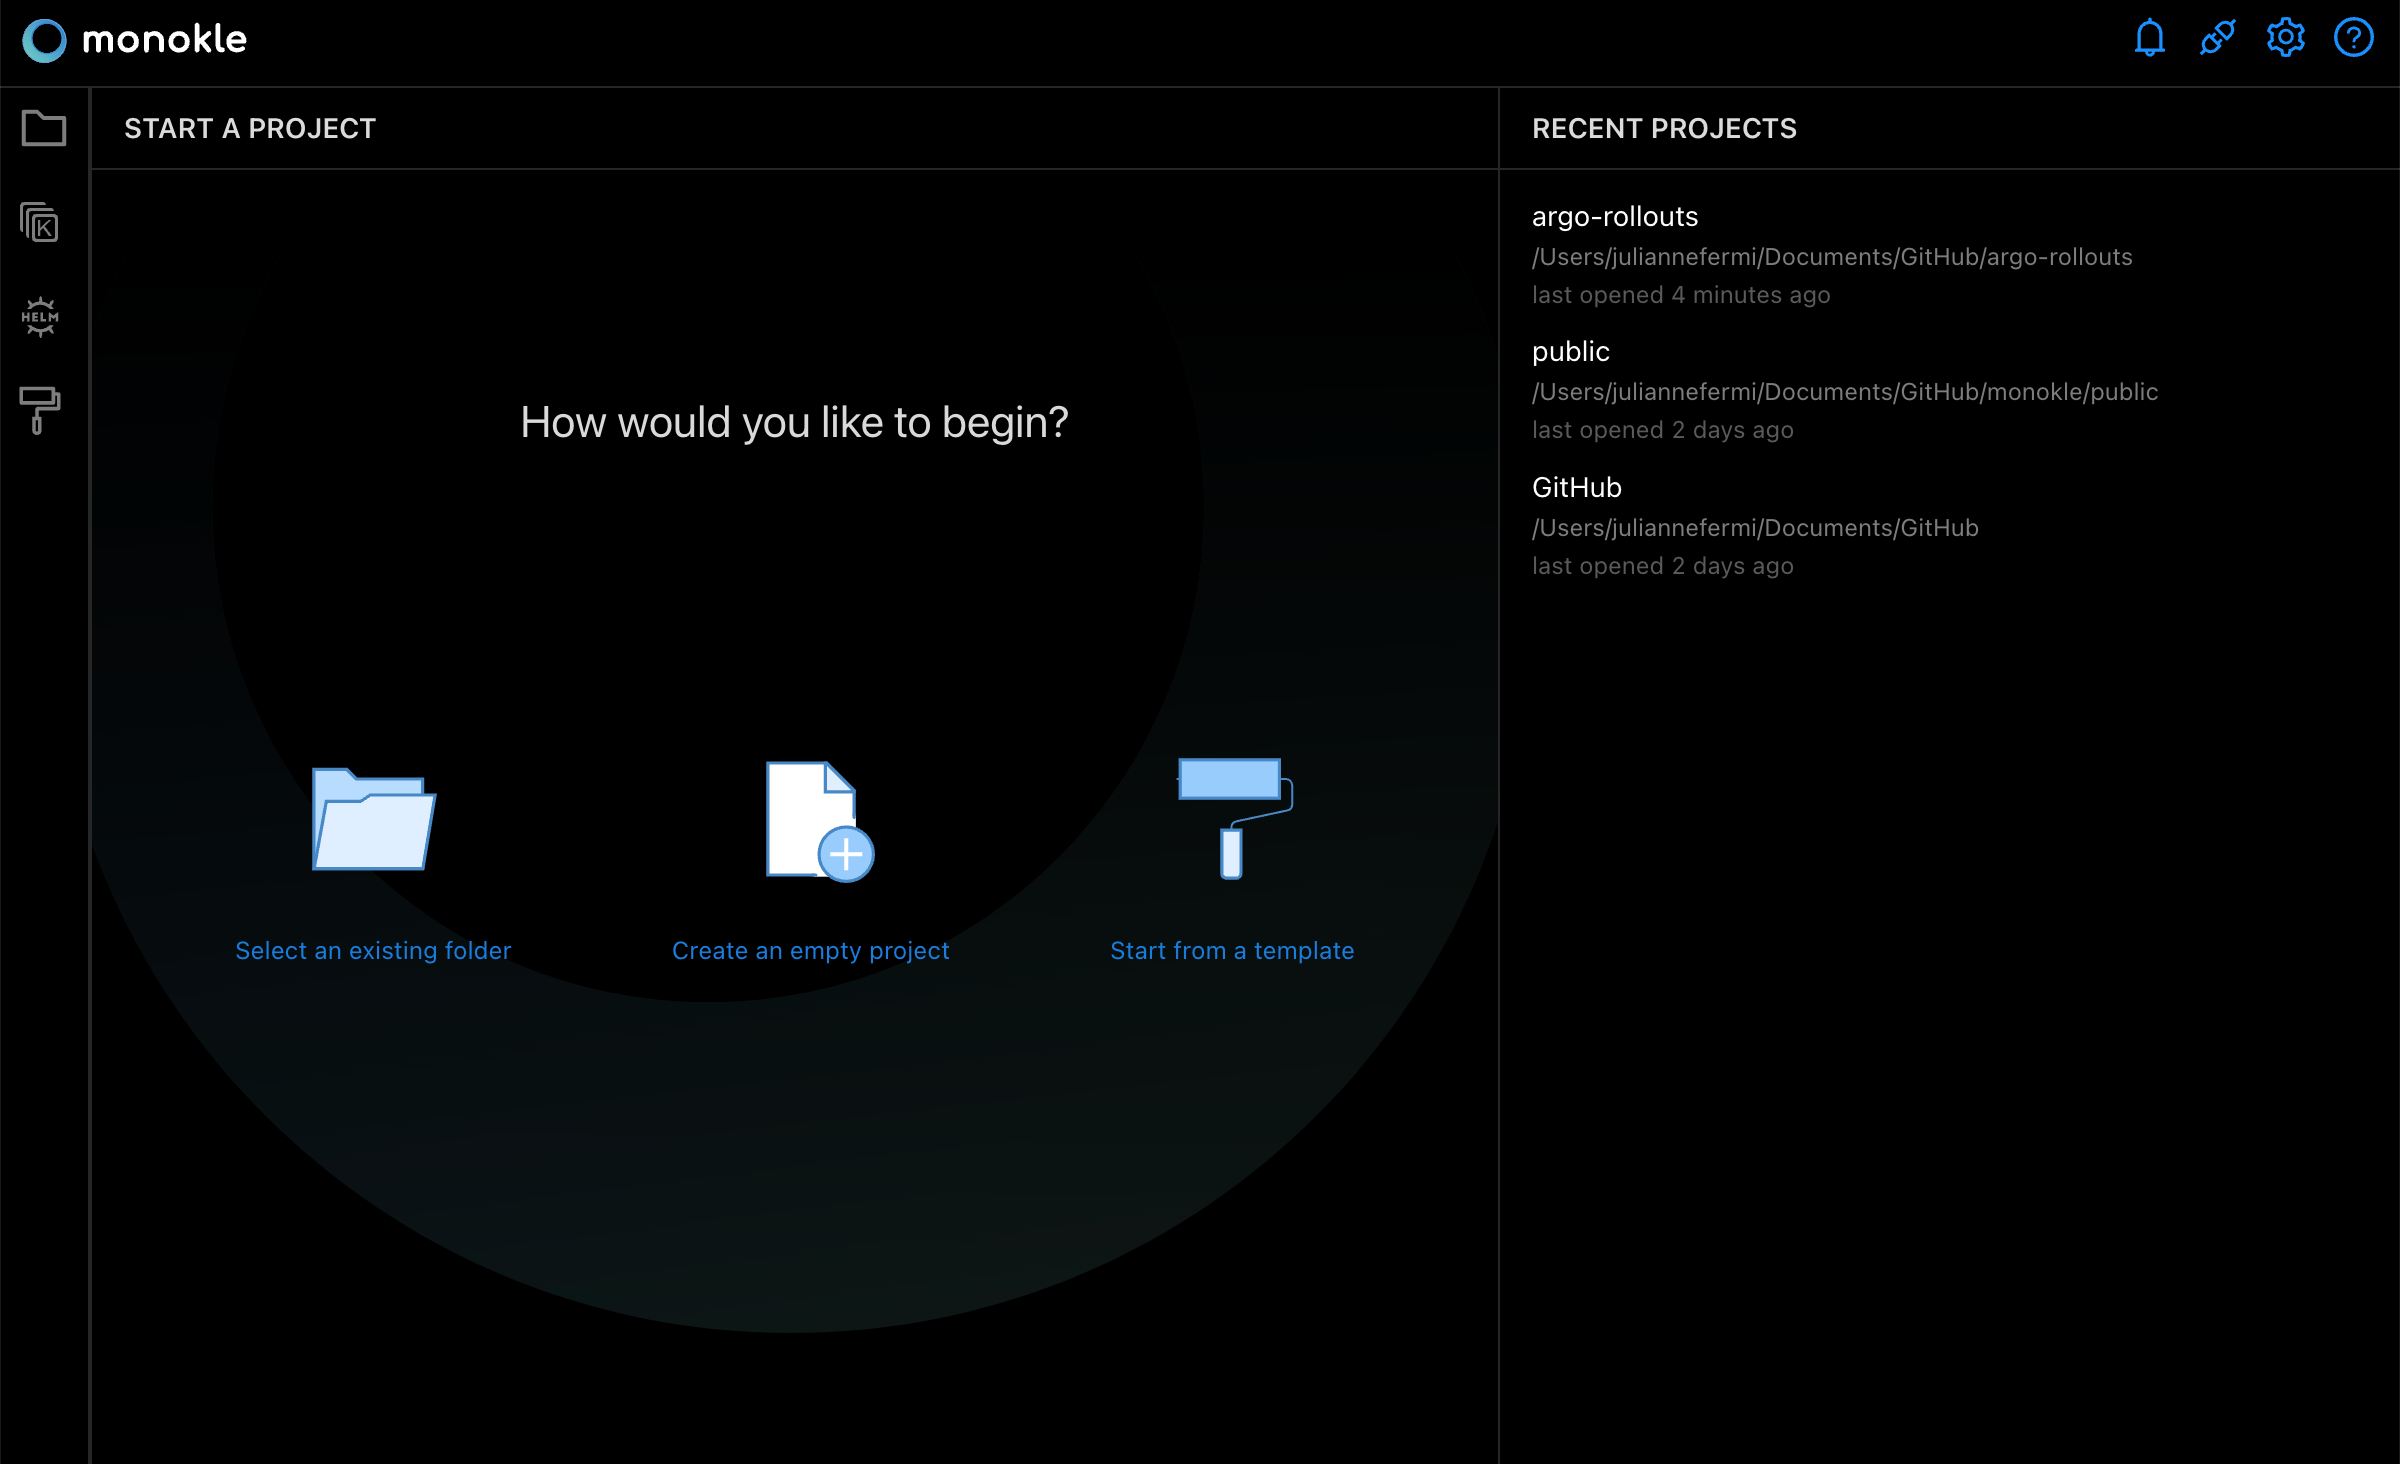 monokle
START A PROJECT
RECENT PROJECTS
K
HELM
How would you like to begin?
Select an existing folder
Create an empty project
Start from a template
argo-rollouts
/Users/juliannefermi/Documents/GitHub/argo-rollouts
last opened 4 minutes ago
public
/Users/juliannefermi/Documents/GitHub/monokle/public
last opened 2 days ago
GitHub
/Users/juliannefermi/Documents/GitHub
last opened 2 days ago